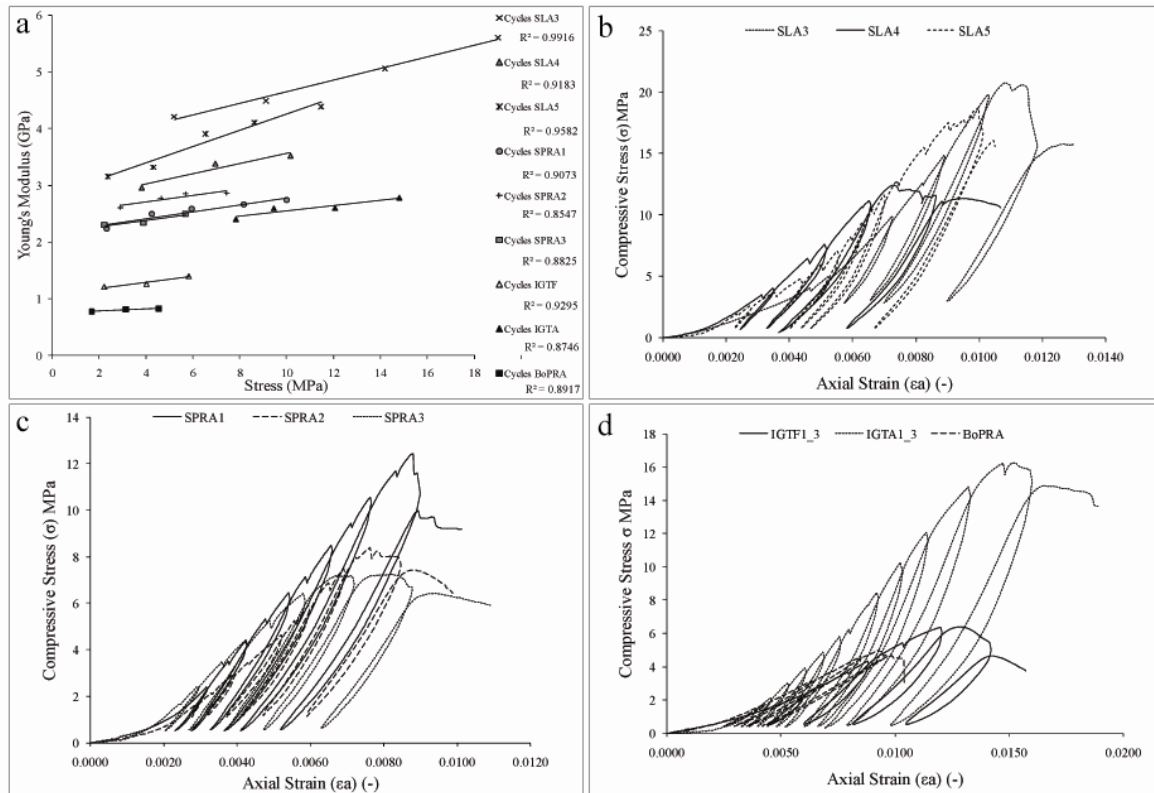 a
Cycles SLA3
R² = 0.9916
Cycles SLA4
R² = 0.9183
Cycles SLA5
R² = 0.9582
Cycles SPRA1
R² = 0.9073
Cycles SPRA2
R² = 0.8547
Cycles SPRA3
R² = 0.8825
Cycles IGTF
R² = 0.9295
Cycles IGTA
R² = 0.8746
Cycles BoPRA
R² = 0.8917
Young's Modulus (GPa)
6
5
4
3
2
1
0
0 2 4 6 8 10 12 14 16 18
Stress (MPa)
b
SLA3 SLA4 SLA5
Compressive Stress (σ) MPa
25
20
15
10
5
0
0.0000 0.0020 0.0040 0.0060 0.0080 0.0100 0.0120 0.0140
Axial Strain (εa) (-)
c
SPRA1 SPRA2 SPRA3
Compressive Stress (σ) MPa
14
12
10
8
6
4
2
0
0.0000 0.0020 0.0040 0.0060 0.0080 0.0100 0.0120
Axial Strain (εa) (-)
d
IGTF1_3 IGTA1_3 BoPRA
Compressive Stress σ MPa
18
16
14
12
10
8
6
4
2
0
0.0000 0.0050 0.0100 0.0150 0.0200
Axial Strain (εa) (-)